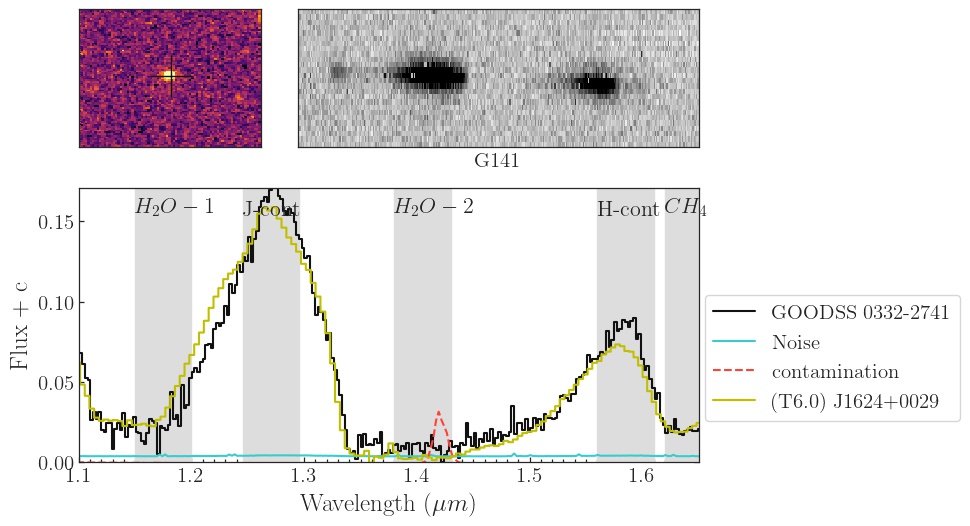 G141
H₂O − 1
J-cont
H₂O − 2
H-cont
CH₄
0.15
0.10
0.05
0.00
Flux + c
1.1
1.2
1.3
1.4
1.5
1.6
Wavelength (μm)
GOODSS 0332-2741
Noise
contamination
(T6.0) J1624+0029